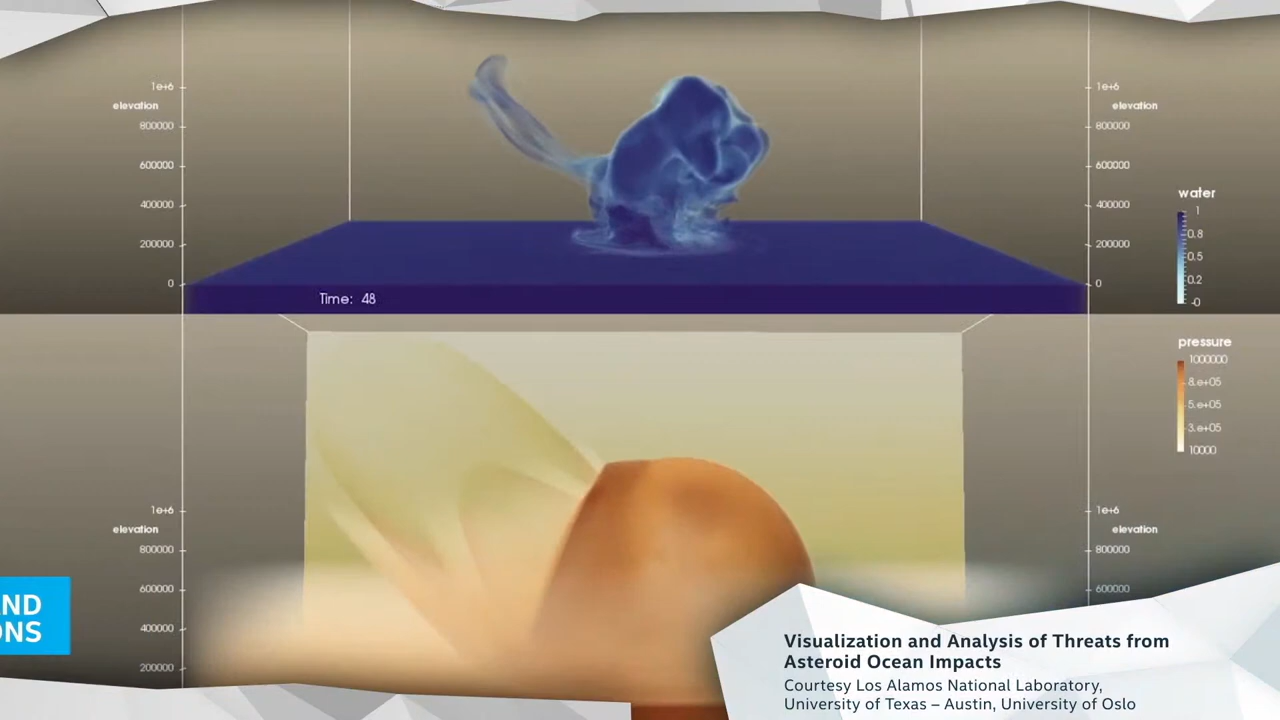 1e+6
elevation
800000
600000
400000
200000
0
1e+6
elevation
800000
600000
400000
200000
0
water
1
0.8
0.5
0.2
-0
Time: 48
pressure
1000000
8.e+05
5.e+05
3.e+05
10000
1e+6
elevation
800000
600000
400000
200000
1e+6
elevation
800000
600000
ND
ONS
Visualization and Analysis of Threats from
Asteroid Ocean Impacts
Courtesy Los Alamos National Laboratory,
University of Texas – Austin, University of Oslo